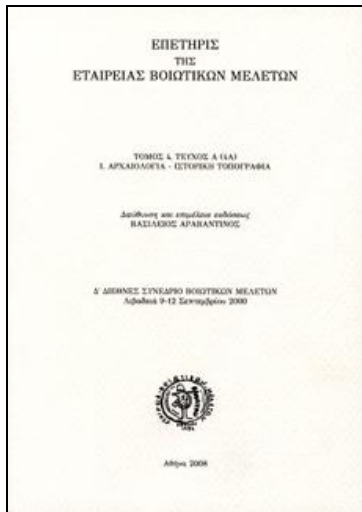 ΕΠΕΤΗΡΙΣ
ΤΗΣ
ΕΤΑΙΡΕΙΑΣ ΒΟΙΩΤΙΚΩΝ ΜΕΛΕΤΩΝ
ΤΟΜΟΣ 4, ΤΕΥΧΟΣ Α (4Α)
Ι. ΑΡΧΑΙΟΛΟΓΙΑ - ΙΣΤΟΡΙΚΗ ΤΟΠΟΓΡΑΦΙΑ
Διεύθυνση και επιμέλεια εκδόσεως
ΒΑΣΙΛΕΙΟΣ ΑΡΑΒΑΝΤΙΝΟΣ
Δ΄ ΔΙΕΘΝΕΣ ΣΥΝΕΔΡΙΟ ΒΟΙΩΤΙΚΩΝ ΜΕΛΕΤΩΝ
Λιβαδειά 9-12 Σεπτεμβρίου 2000
Αθήνα 2008